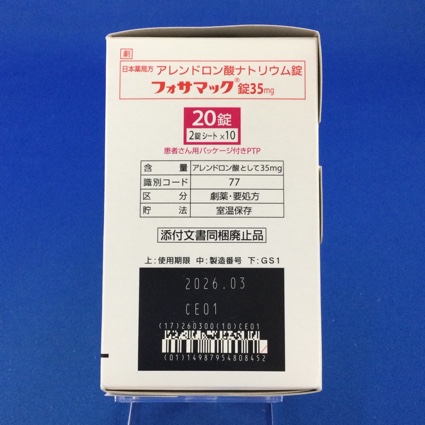 劇
日本薬局方 アレンドロン酸ナトリウム錠
フォサマック®錠35mg
20錠
2錠シート×10
患者さん用パッケージ付きPTP
含量 アレンドロン酸として35mg
識別コード 77
区分 劇薬・要処方
貯法 室温保存
添付文書同梱廃止品
上:使用期限 中:製造番号 下:GS1
2026.03
CE01
(17)260300(10)CE01
(01)14987954808452